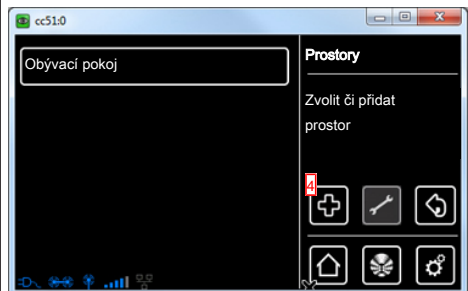 cc51:0
Obývací pokoj
Prostory
Zvolit či přidat
prostor
4